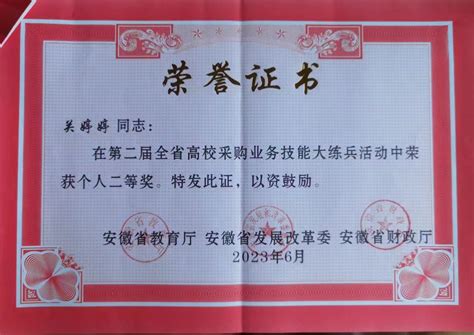 荣誉证书
关婷婷 同志：
在第二届全省高校采购业务技能大练兵活动中荣
获个人二等奖。特发此证，以资鼓励。
安徽省教育厅 安徽省发展改革委 安徽省财政厅
2023年6月